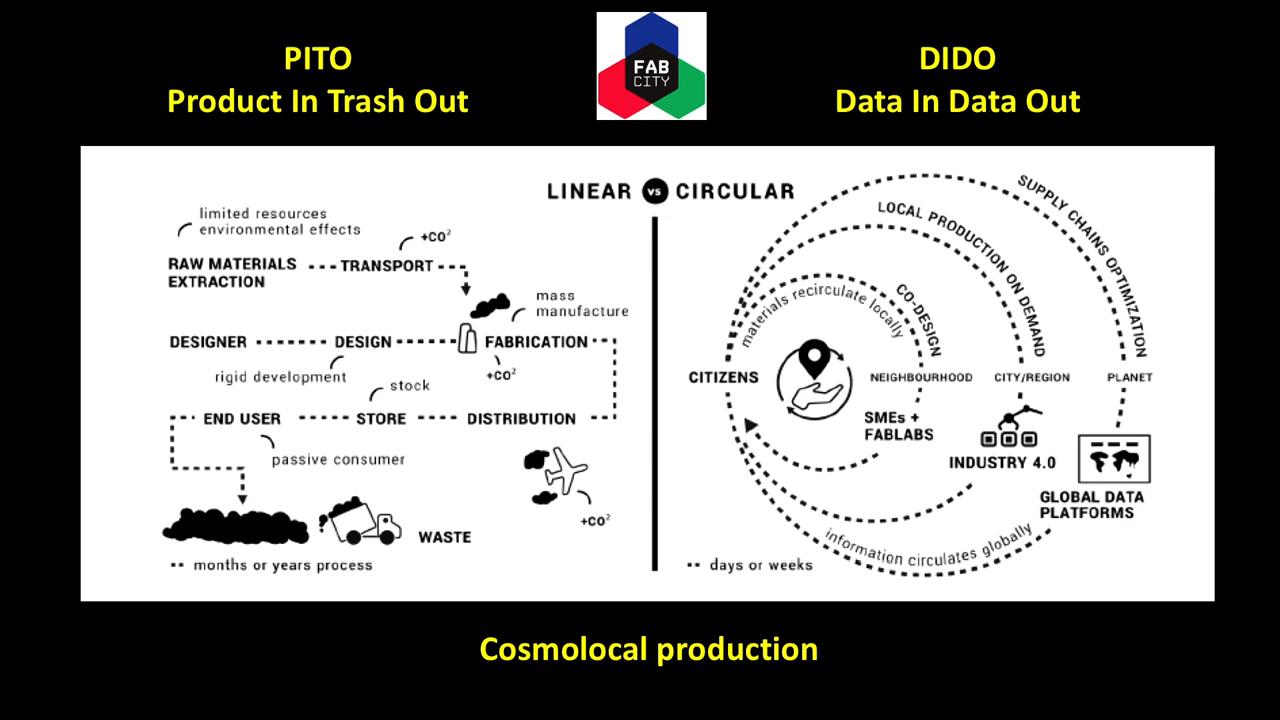 PITO
Product In Trash Out
FAB
CITY
DIDO
Data In Data Out
LINEAR vs CIRCULAR
limited resources
environmental effects
+CO²
RAW MATERIALS
EXTRACTION
TRANSPORT
mass
manufacture
DESIGNER
DESIGN
FABRICATION
rigid development
+CO²
stock
END USER
STORE
DISTRIBUTION
passive consumer
+CO²
WASTE
months or years process
SUPPLY CHAINS OPTIMIZATION
LOCAL PRODUCTION ON DEMAND
CO-DESIGN
materials recirculate locally
CITIZENS
NEIGHBOURHOOD
CITY/REGION
PLANET
SMEs +
FABLABS
INDUSTRY 4.0
GLOBAL DATA
PLATFORMS
information circulates globally
days or weeks
Cosmolocal production